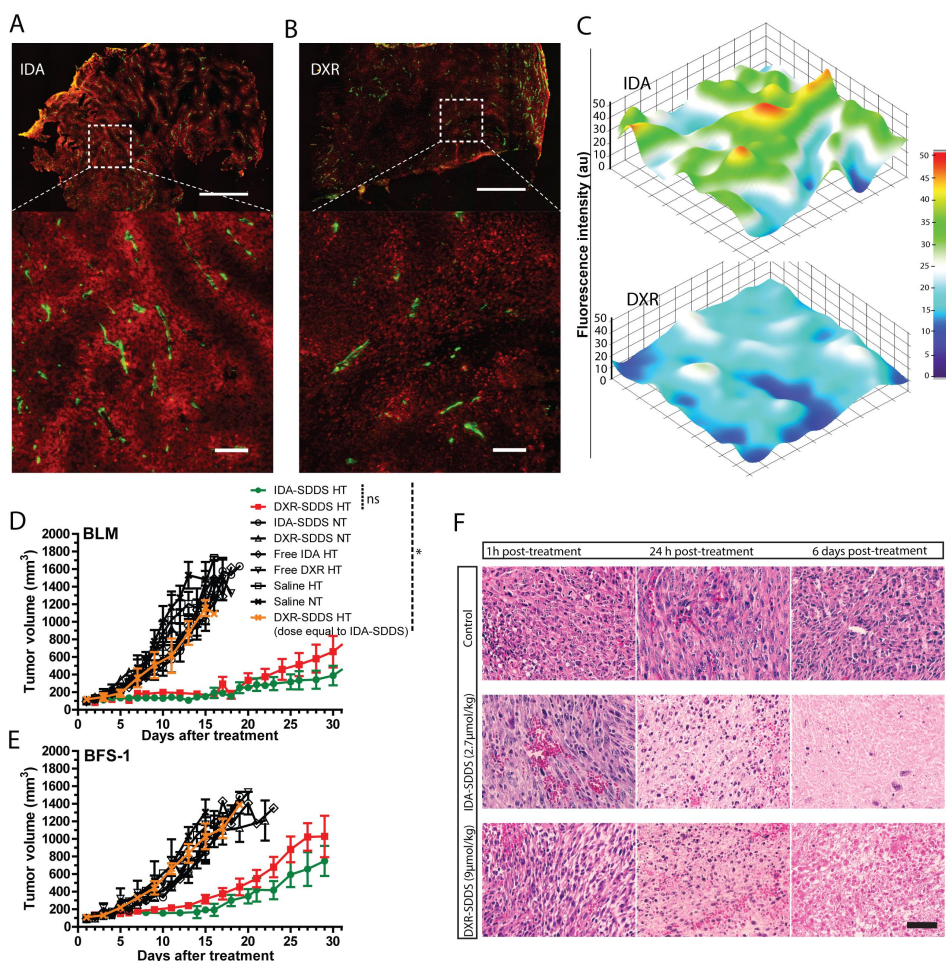 A
IDA
B
DXR
C
IDA
50
40
30
20
10
0
Fluorescence intensity (au)
DXR
50
40
30
20
10
0
50
45
40
35
30
25
20
15
10
5
0
IDA-SDDS HT
DXR-SDDS HT
ns
IDA-SDDS NT
DXR-SDDS NT
Free IDA HT
Free DXR HT
Saline HT
Saline NT
DXR-SDDS HT
(dose equal to IDA-SDDS)
*
D
BLM
Tumor volume (mm³)
2000
1800
1600
1400
1200
1000
800
600
400
200
0
0 5 10 15 20 25 30
Days after treatment
E
BFS-1
Tumor volume (mm³)
2000
1800
1600
1400
1200
1000
800
600
400
200
0
0 5 10 15 20 25 30
Days after treatment
F
1h post-treatment
24 h post-treatment
6 days post-treatment
Control
IDA-SDDS (2.7µmol/kg)
DXR-SDDS (9µmol/kg)